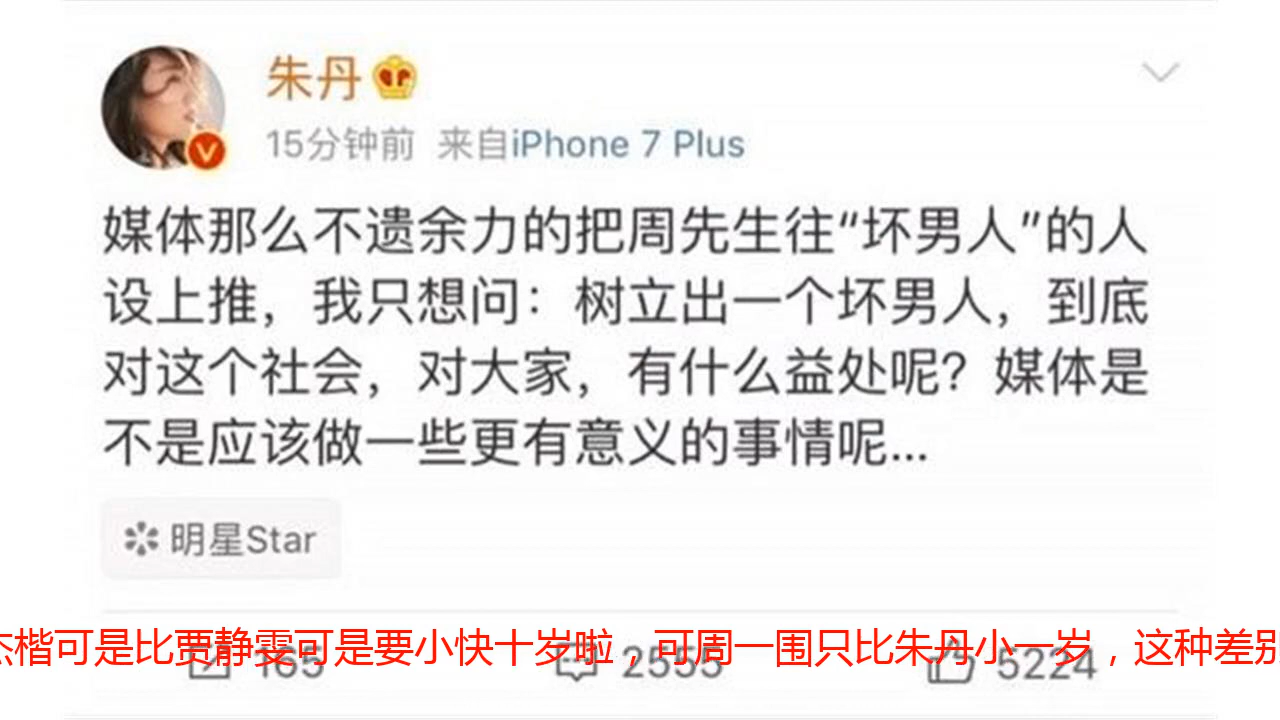 朱丹
15分钟前 来自iPhone 7 Plus
媒体那么不遗余力的把周先生往“坏男人”的人
设上推，我只想问：树立出一个坏男人，到底
对这个社会，对大家，有什么益处呢？媒体是
不是应该做一些更有意义的事情呢...
明星Star
杰楷可是比贾静雯可是要小快十岁啦，可周一围只比朱丹小一岁，这种差别
165 2555 5224